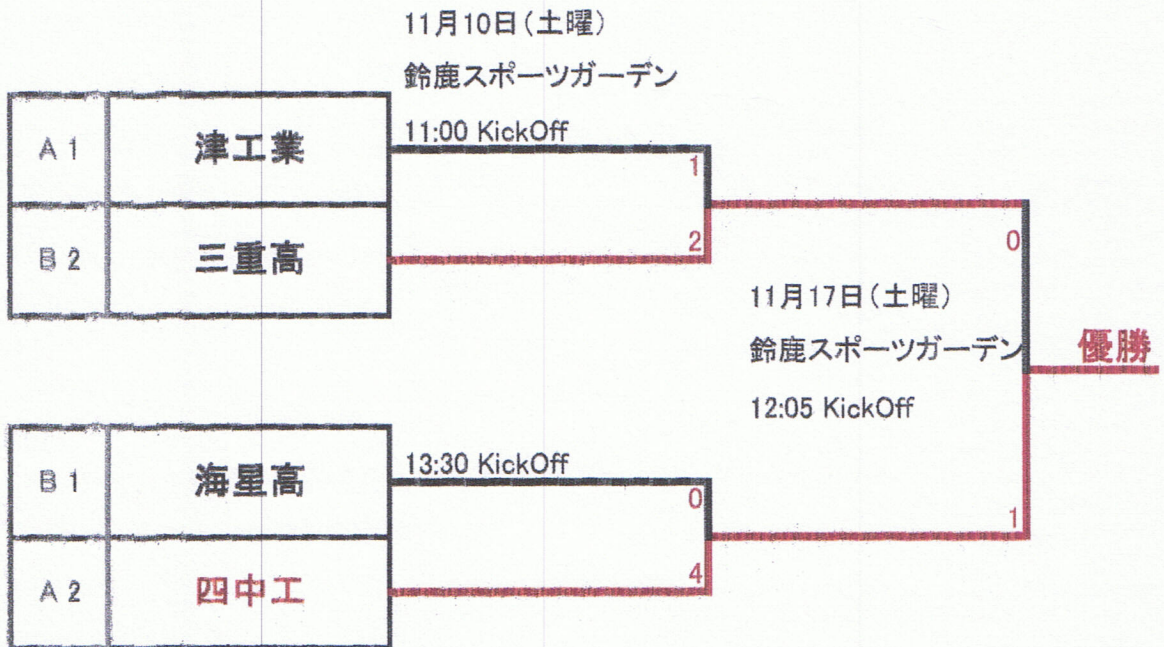 11月10日(土曜)
鈴鹿スポーツガーデン
A1 津工業 11:00 KickOff
1
B2 三重高 2
0
11月17日(土曜)
鈴鹿スポーツガーデン 優勝
12:05 KickOff
B1 海星高 13:30 KickOff
0
1
A2 四中工 4